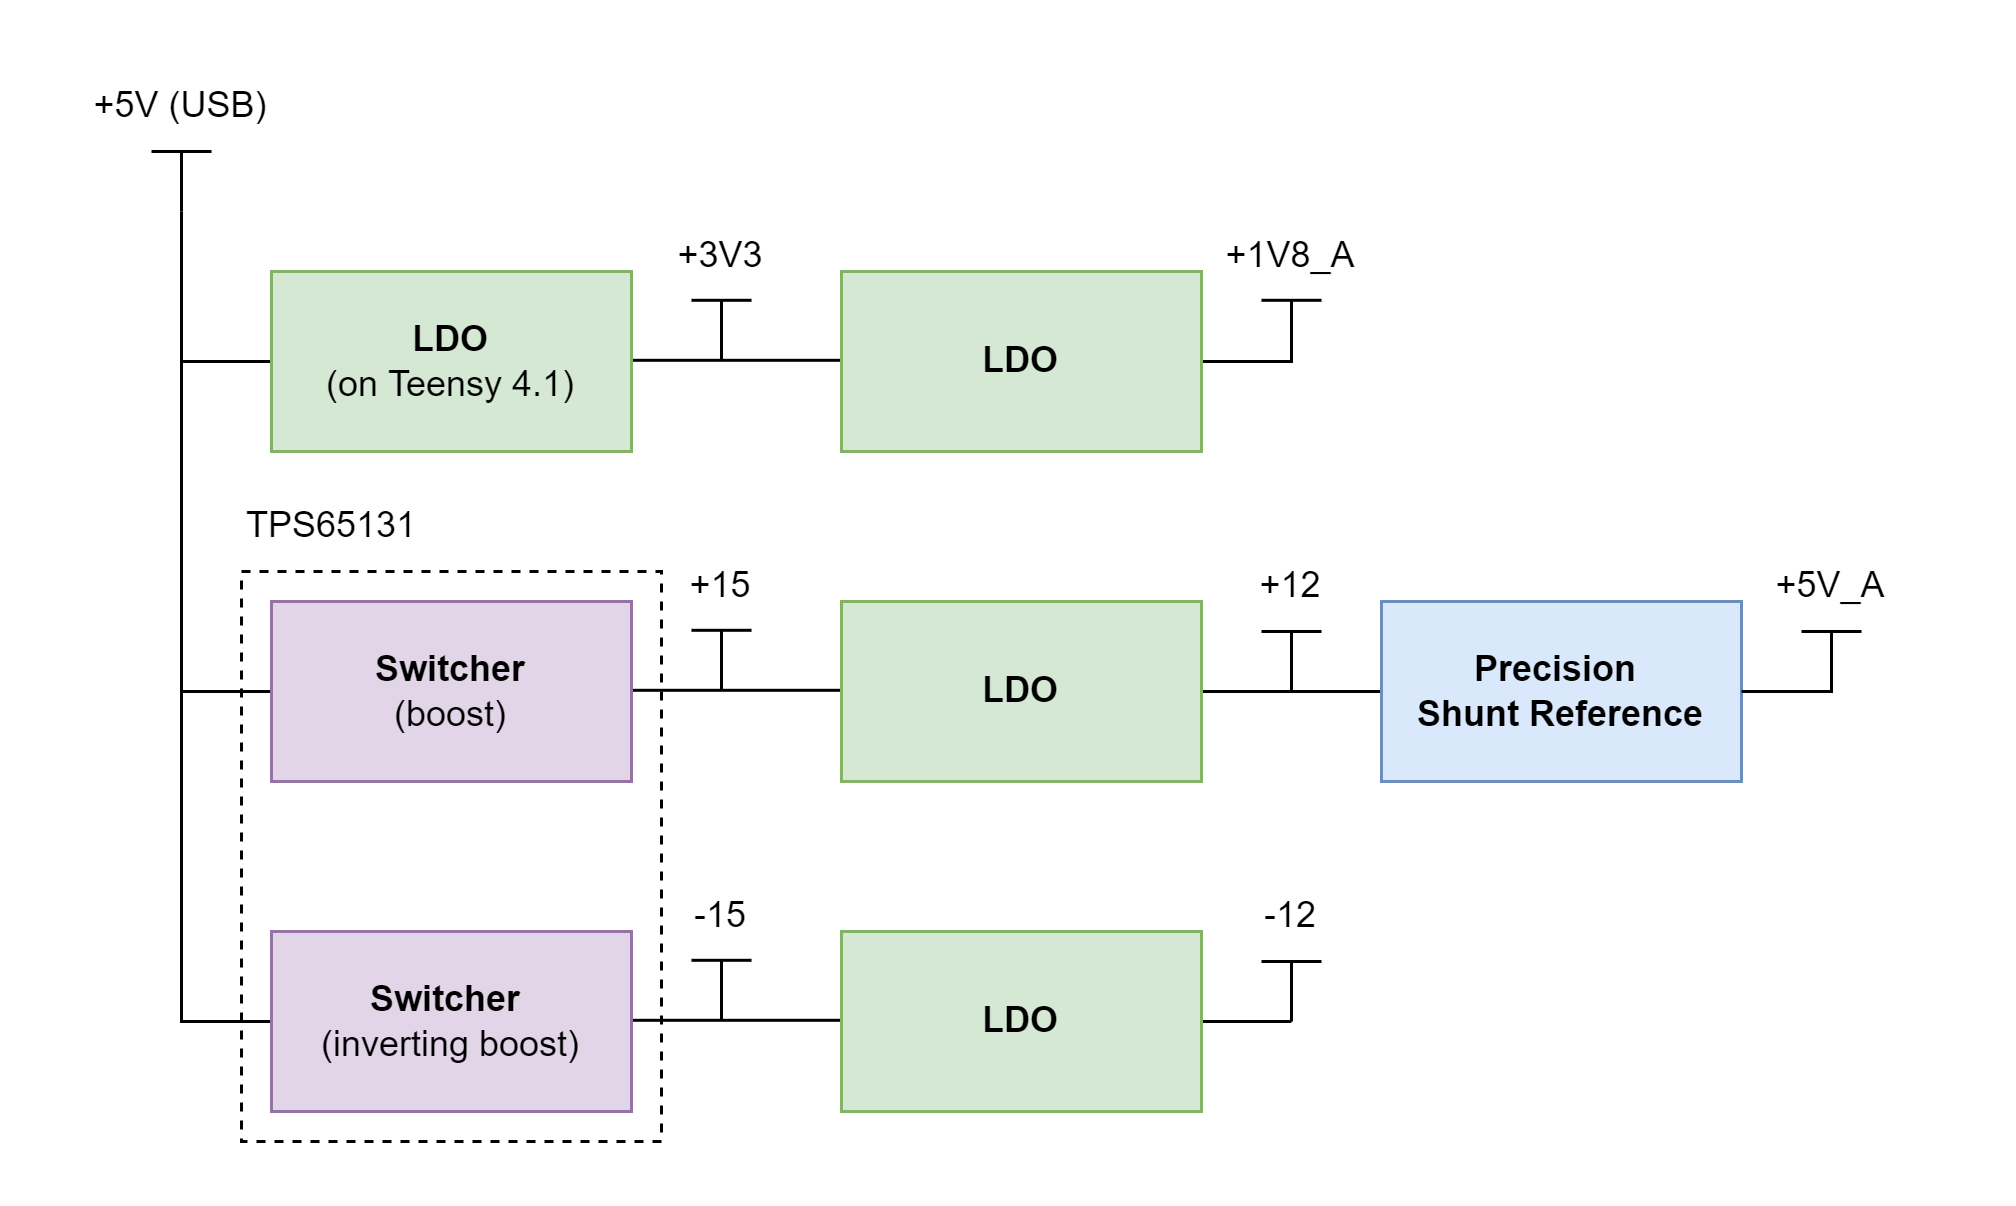 +5V (USB)
+3V3
+1V8_A
LDO
(on Teensy 4.1)
LDO
TPS65131
+15
+12
+5V_A
Switcher
(boost)
LDO
Precision
Shunt Reference
-15
-12
Switcher
(inverting boost)
LDO